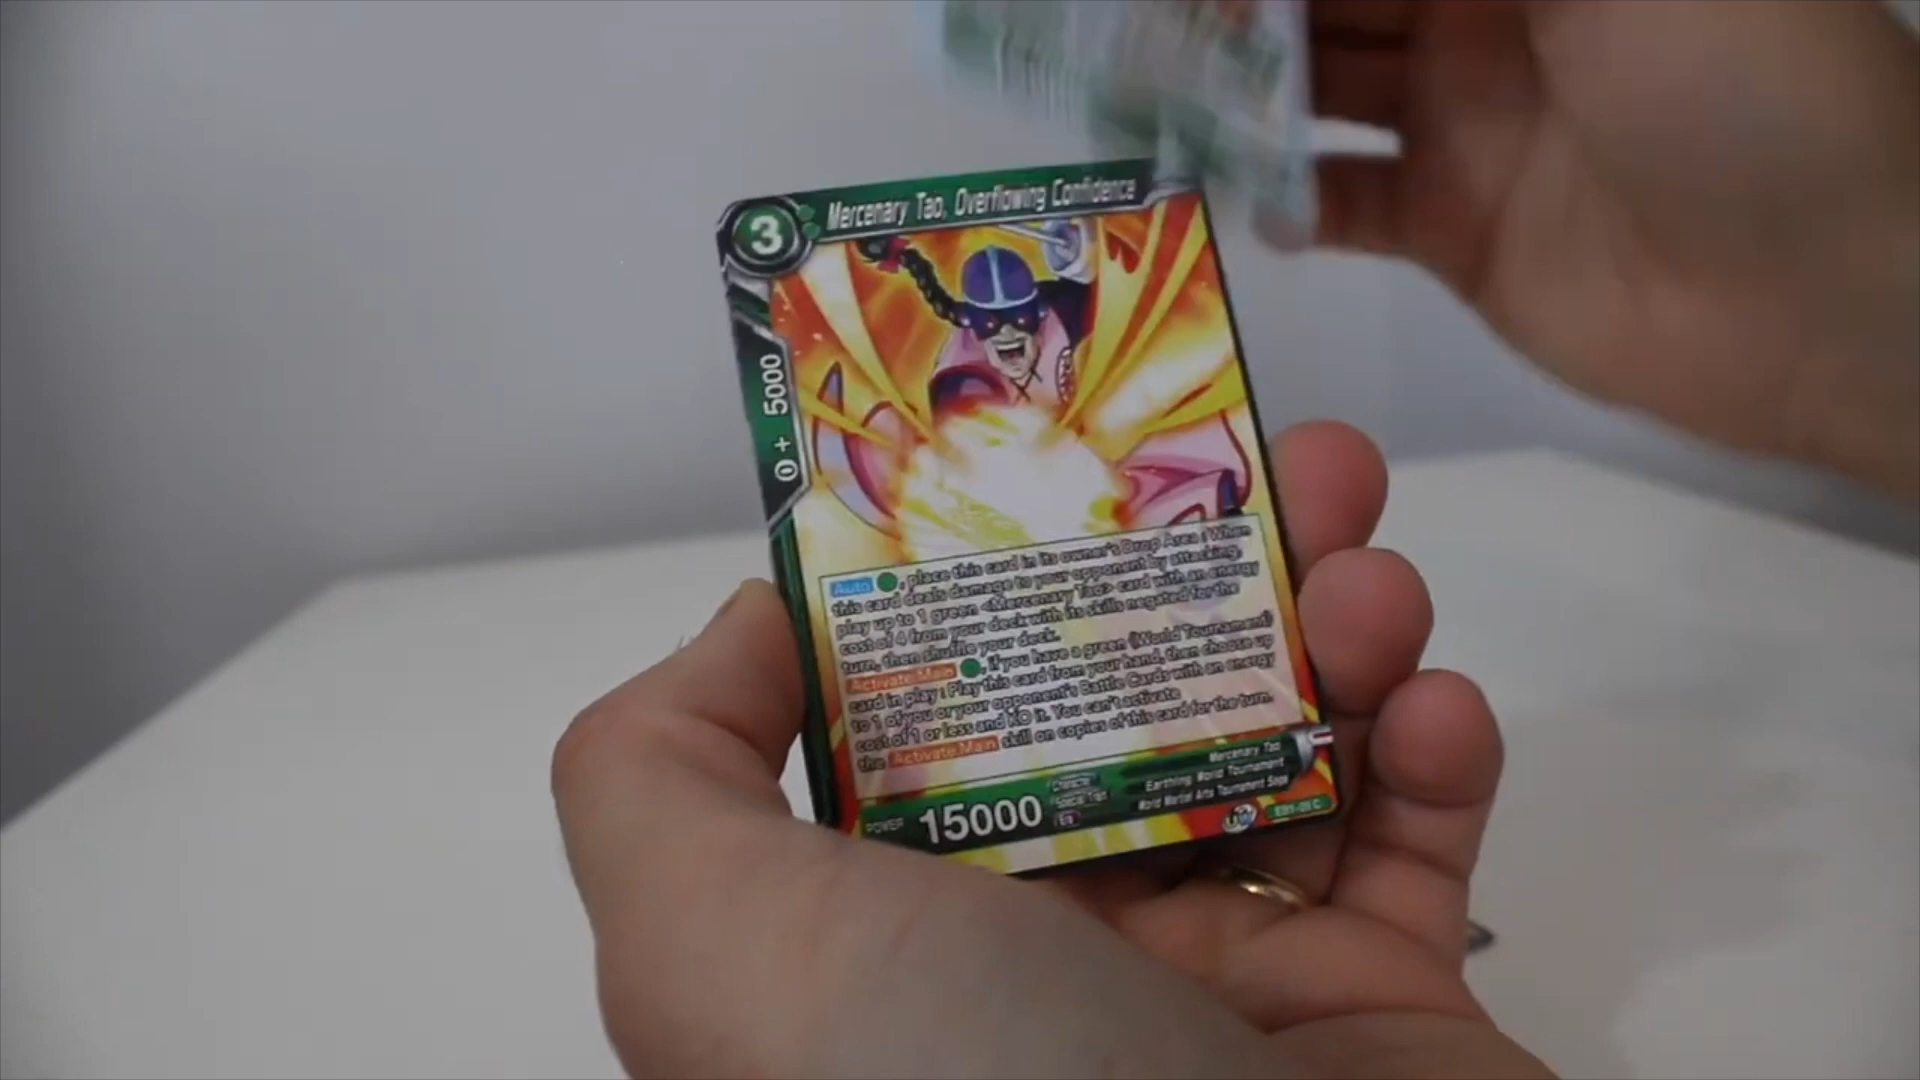 3
Mercenary Tao, Overflowing Confidence
0 + 5000
Auto , place this card in its owner's Drop Area : When
this card deals damage to your opponent by attacking,
play up to 1 green <Mercenary Tao> card with an energy
cost of 4 from your deck with its skills negated for the
turn, then shuffle your deck.
Activate:Main , if you have a green 《World Tournament》
card in play : Play this card from your hand, then choose up
to 1 of you or your opponent's Battle Cards with an energy
cost of 1 or less and KO it. You can't activate
the Activate:Main skill on copies of this card for the turn.
POWER 15000
Character
Special Trait
Era
Mercenary Tao
Earthling, World Tournament
World Martial Arts Tournament Saga
UW